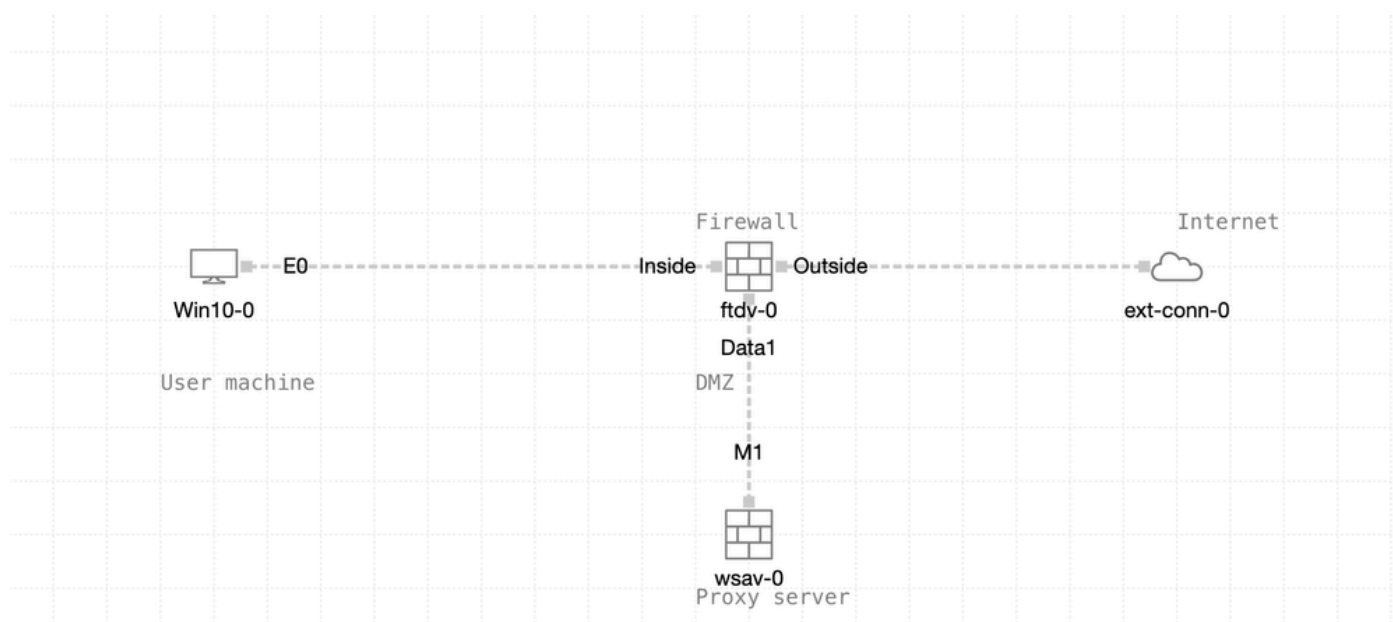 Firewall
Internet
E0
Inside
Outside
Win10-0
ftdv-0
ext-conn-0
Data1
User machine
DMZ
M1
wsav-0
Proxy server